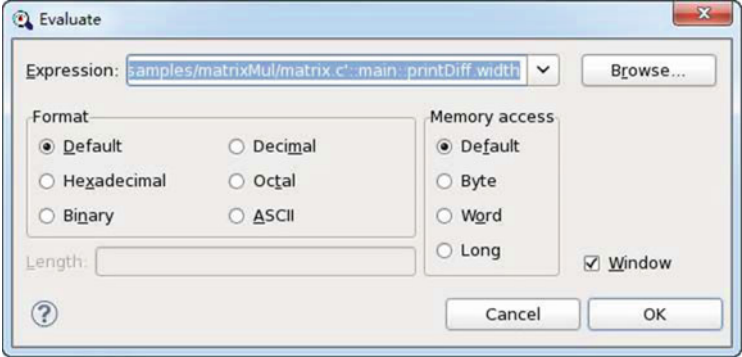 Evaluate
Expression: samples/matrixMul/matrix.c'::main::printDiff.width Browse...
Format Memory access
Default Decimal Default
Hexadecimal Octal Byte
Binary ASCII Word
Long
Length: Window
? Cancel OK